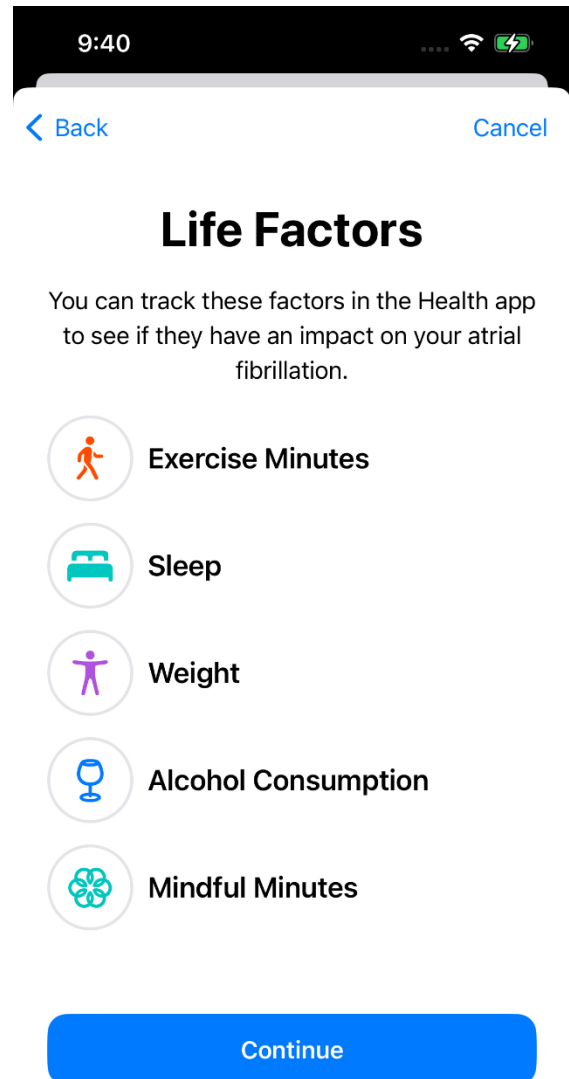 9:40
Back
Cancel
Life Factors
You can track these factors in the Health app
to see if they have an impact on your atrial
fibrillation.
Exercise Minutes
Sleep
Weight
Alcohol Consumption
Mindful Minutes
Continue